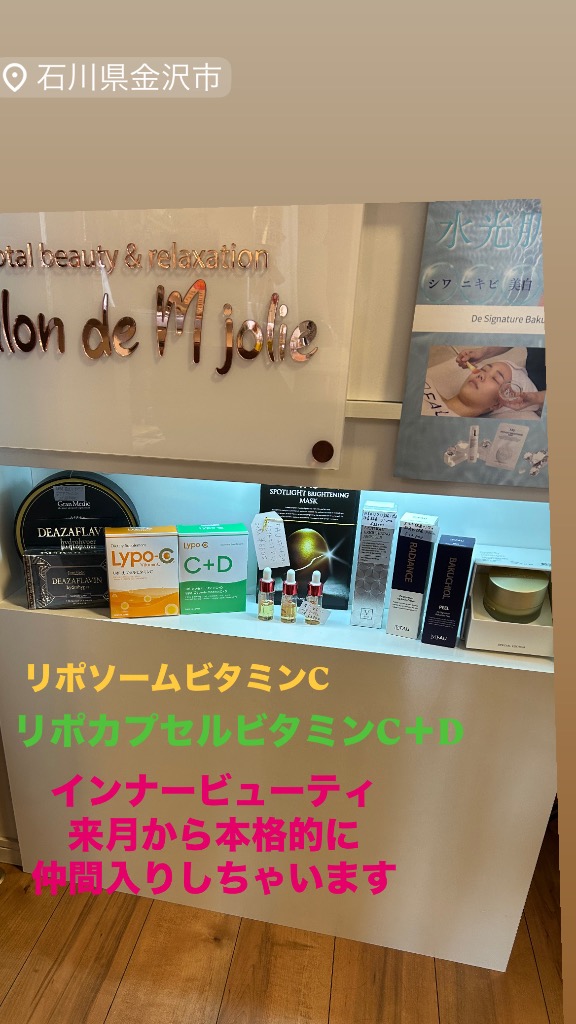 石川県金沢市
otal beauty & relaxation
llon de M jolie
水光肌
シワ ニキビ 美白
De Signature Baku
GranMedic
DEAZAFLAVIN
hydrolyzer
DEAZAFLAVIN
Lypo-C
Lypo-C
C+D
SPOTLIGHT BRIGHTENING
MASK
RADIANCE
BAKUCHIOL
PEEL
リポソームビタミンC
リポカプセルビタミンC+D
インナービューティ
来月から本格的に
仲間入りしちゃいます